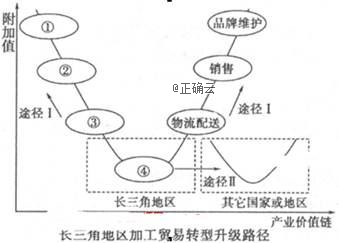 附加值
①
品牌维护
②
销售
@正确云
途径Ⅰ
③
物流配送
途径Ⅰ
④
途径Ⅱ
长三角地区
其它国家或地区
产业价值链
长三角地区加工贸易转型升级路径